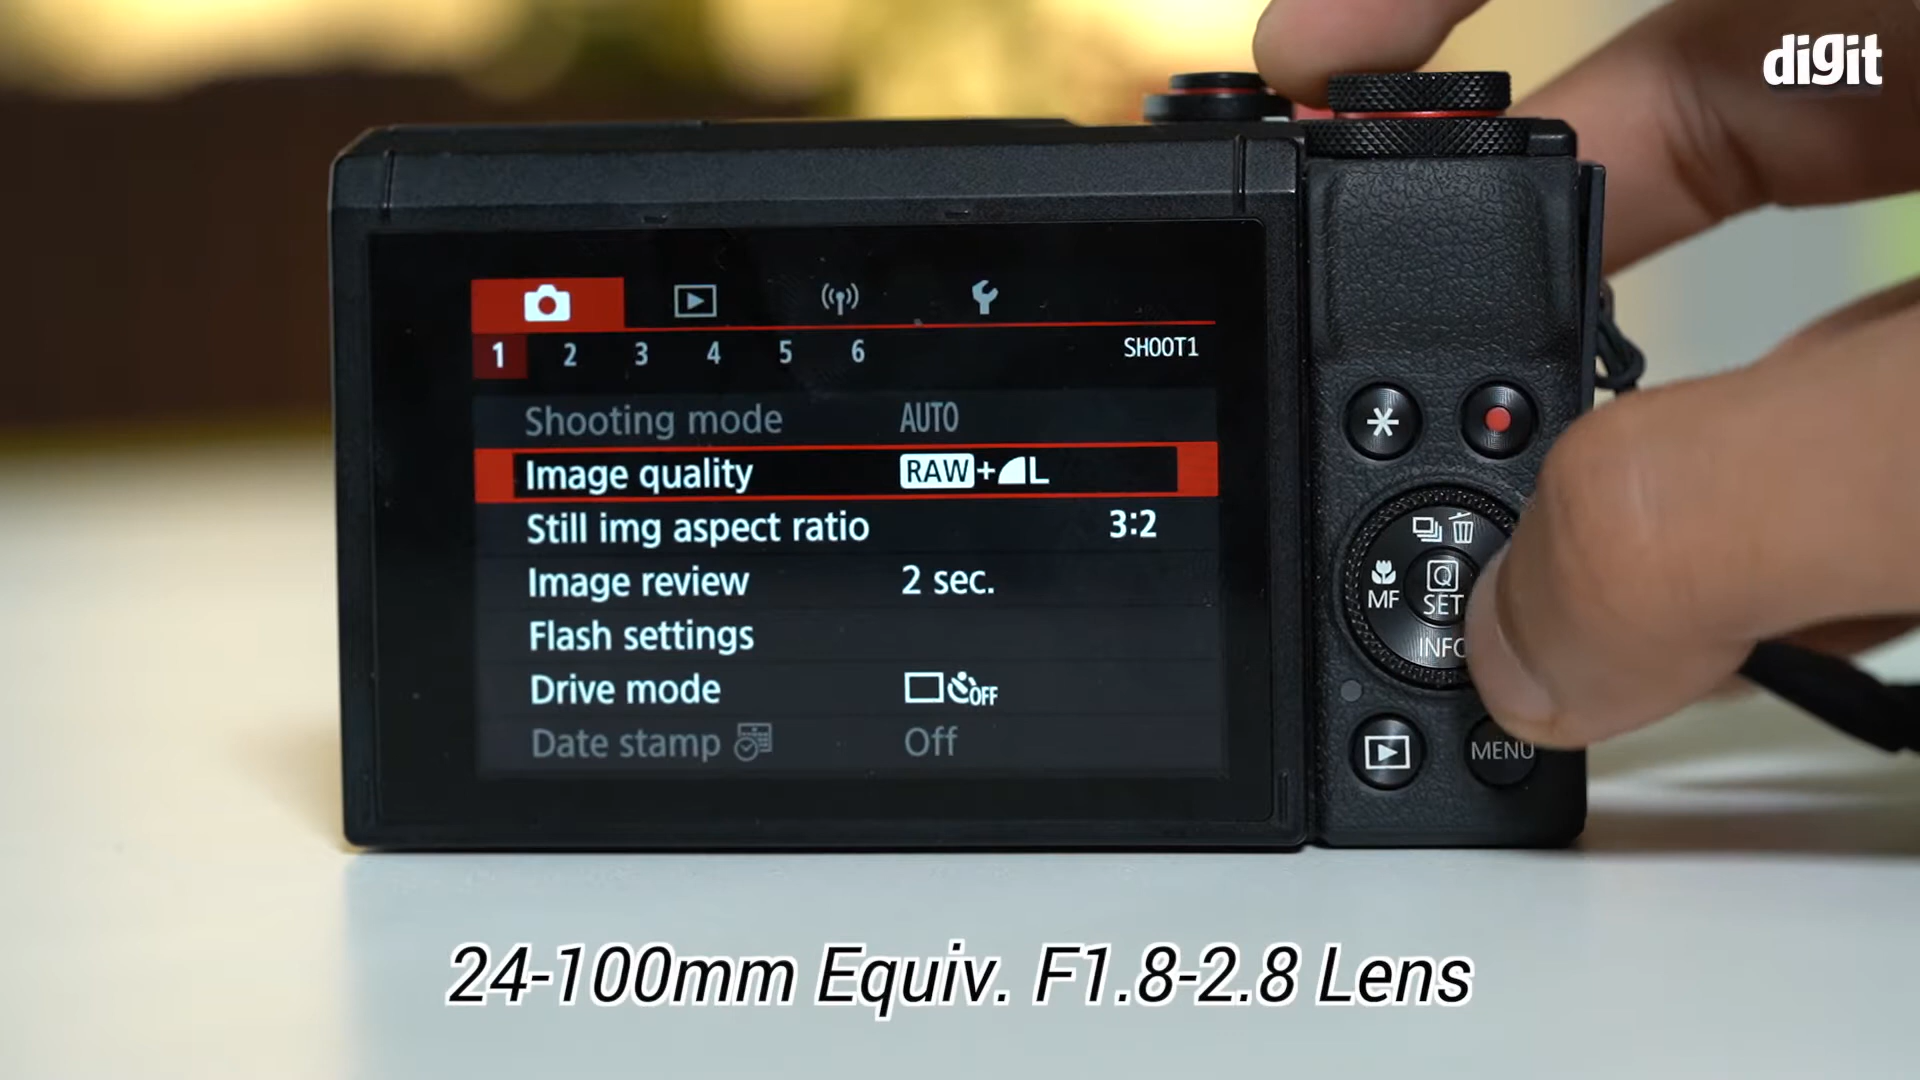 digit
1 2 3 4 5 6 SHOOT1
Shooting mode AUTO
Image quality RAW+L
Still img aspect ratio 3:2
Image review 2 sec.
Flash settings
Drive mode OFF
Date stamp Off
MF
Q
SET
INFO
MENU
24-100mm Equiv. F1.8-2.8 Lens